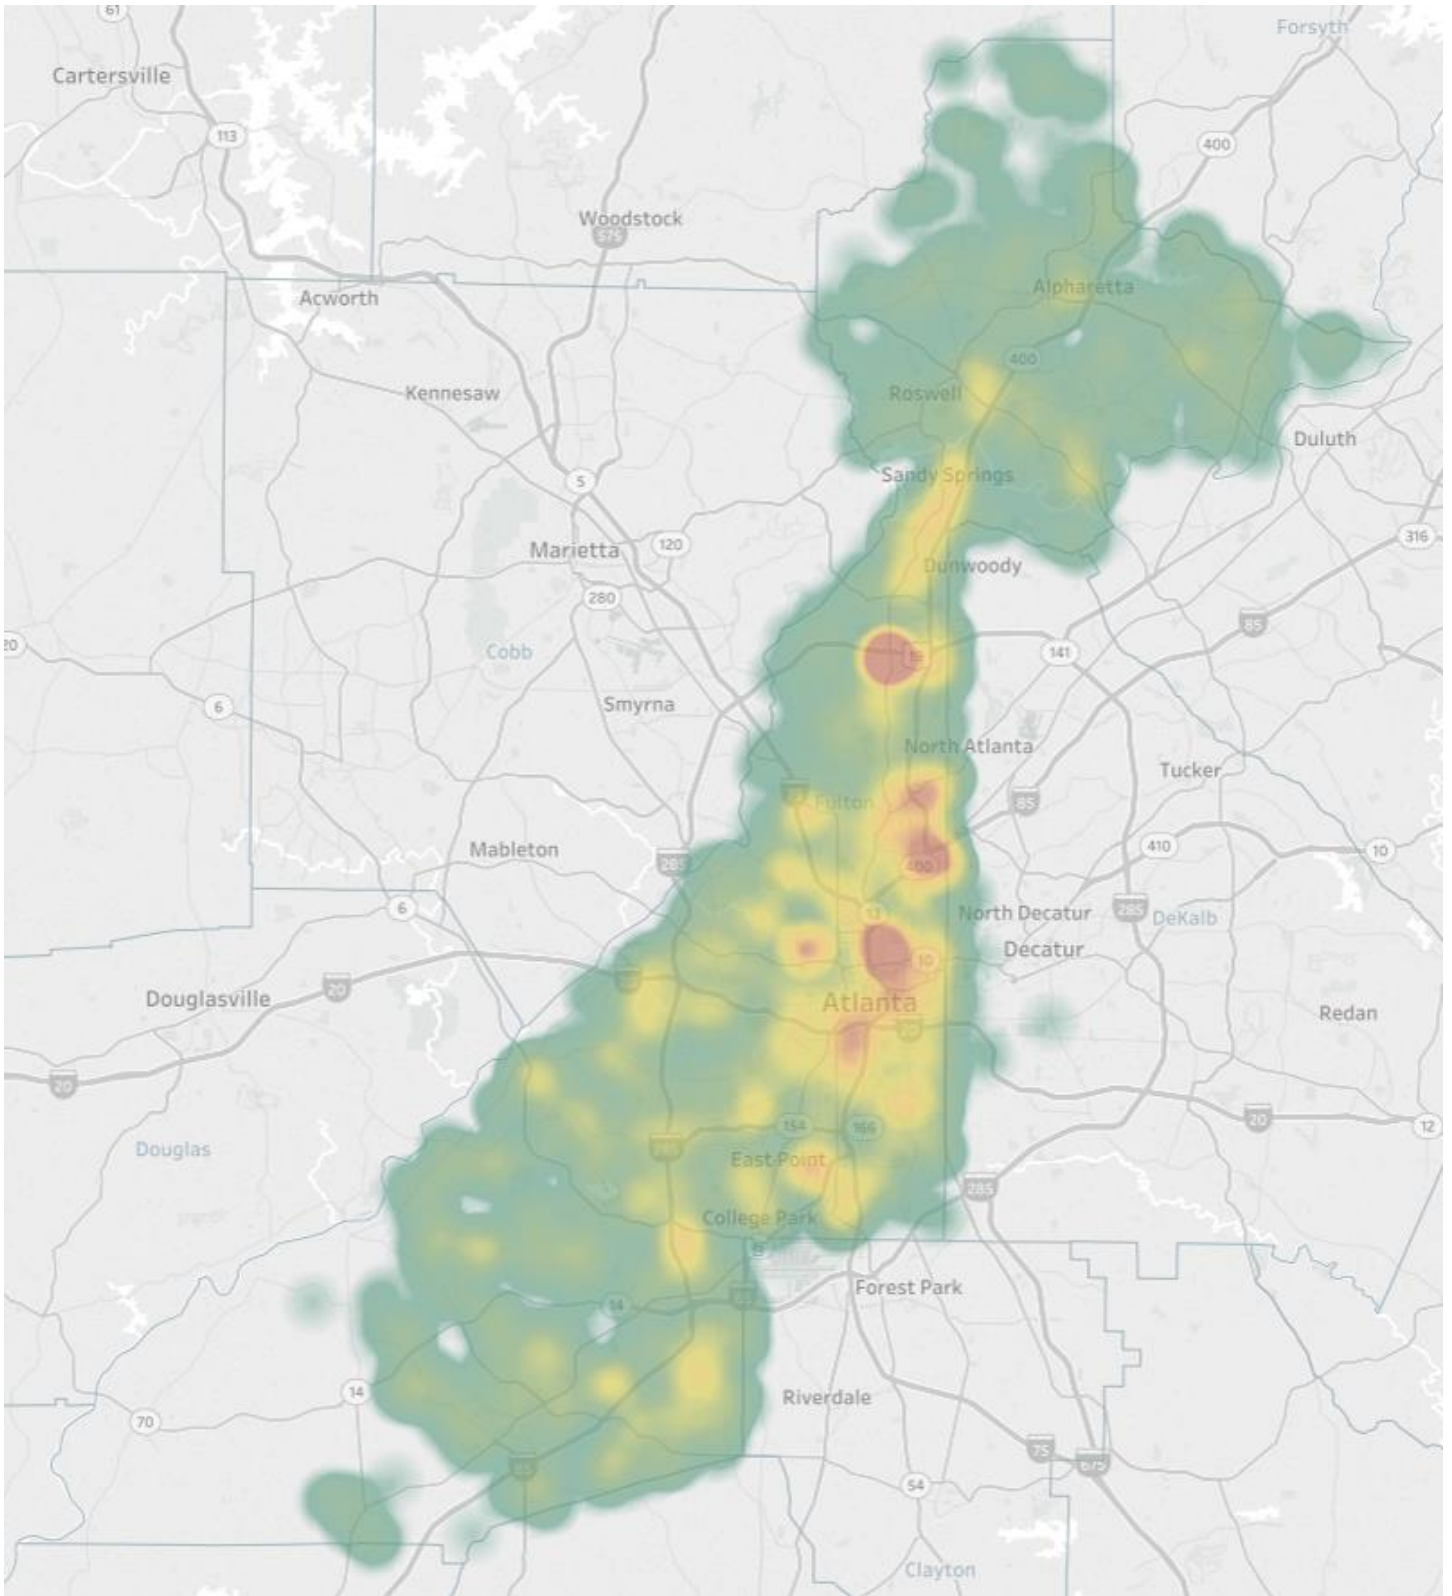 61
Forsyth
Cartersville
113
400
Woodstock
575
Alpharetta
Acworth
400
Kennesaw
Roswell
Duluth
Sandy Springs
5
316
120
Marietta
Dunwoody
280
85
20
Cobb
141
6
Smyrna
North Atlanta
Tucker
Fulton
85
Mableton
285
400
410
10
6
13
North Decatur
285
DeKalb
Decatur
10
20
Douglasville
Atlanta
Redan
20
20
154
166
12
Douglas
East Point
285
College Park
Forest Park
14
14
Riverdale
70
75
675
85
54
Clayton